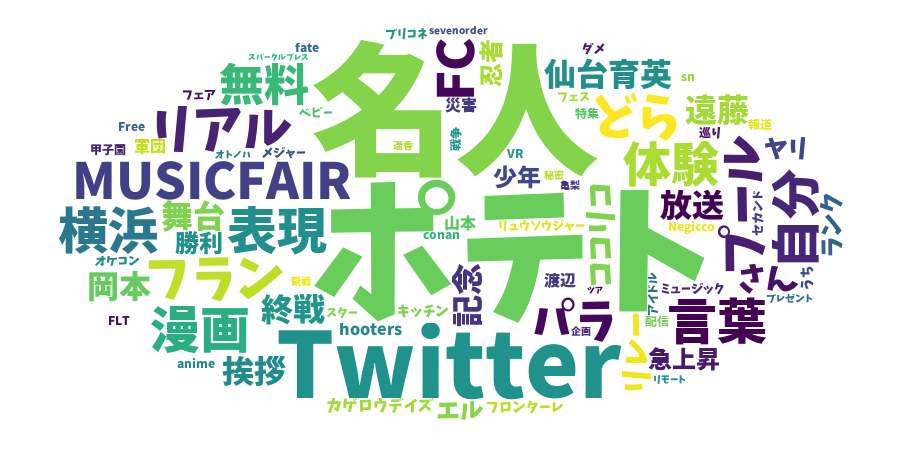 プリコネ
sevenorder
名人
FC
忍者
ダメ
fate
スパークルプレス
無料
仙台育英
sn
フェア
ベビー
災害
フェス
特集
どら
遠藤
報道
巡り
Free
リアル
甲子園
軍団
オトノハ
メジャー
逸香
戦争
VR
体験
ヤリ
MUSICFAIR
少年
秘密
亀梨
ポテト
ニコニコ
放送
プール
セカンド
自分
ランク
横浜
舞台
勝利
表現
山本
conan
リュウソウジャー
Negicco
オケコン
岡本
フラン
観戦
記念
渡辺
ツア
アイドル
ミュージック
さん
うち
プレゼント
FLT
漫画
終戦
スター
キッチン
hooters
パラ
企画
配信
言葉
anime
挨拶
Twitter
リレー
急上昇
リモート
カゲロウデイズ
エル
フロンターレ